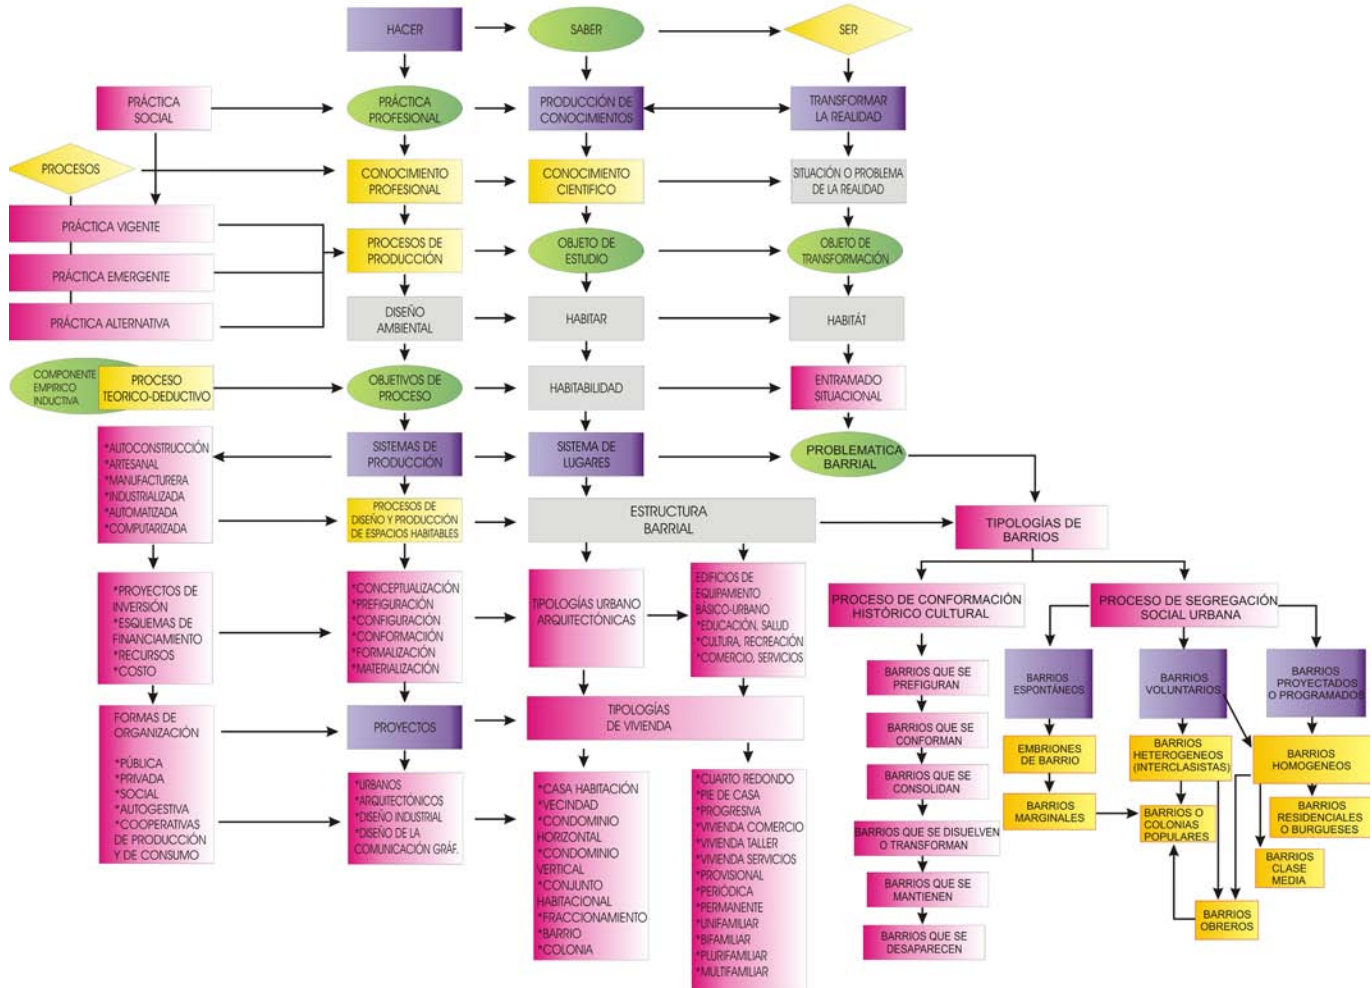 HACER
SABER
SER
PRÁCTICA
SOCIAL
PRÁCTICA
PROFESIONAL
PRODUCCIÓN DE
CONOCIMIENTOS
TRANSFORMAR
LA REALIDAD
PROCESOS
CONOCIMIENTO
PROFESIONAL
CONOCIMIENTO
CIENTIFICO
SITUACIÓN O PROBLEMA
DE LA REALIDAD
PRÁCTICA VIGENTE
PRÁCTICA EMERGENTE
PRÁCTICA ALTERNATIVA
PROCESOS DE
PRODUCCIÓN
OBJETO DE
ESTUDIO
OBJETO DE
TRANSFORMACIÓN
DISEÑO
AMBIENTAL
HABITAR
HABITÁT
COMPONENTE
EMPIRICO
INDUCTIVA
PROCESO
TEORICO-DEDUCTIVO
OBJETIVOS DE
PROCESO
HABITABILIDAD
ENTRAMADO
SITUACIONAL
*AUTOCONSTRUCCIÓN
*ARTESANAL
*MANUFACTURERA
*INDUSTRIALIZADA
*AUTOMATIZADA
*COMPUTARIZADA
SISTEMAS DE
PRODUCCIÓN
SISTEMA DE
LUGARES
PROBLEMATICA
BARRIAL
PROCESOS DE
DISEÑO Y PRODUCCIÓN
DE ESPACIOS HABITABLES
ESTRUCTURA
BARRIAL
TIPOLOGÍAS DE
BARRIOS
*PROYECTOS DE
INVERSIÓN
*ESQUEMAS DE
FINANCIAMIENTO
*RECURSOS
*COSTO
*CONCEPTUALIZACIÓN
*PREFIGURACIÓN
*CONFIGURACIÓN
*CONFORMACIÓN
*FORMALIZACIÓN
*MATERIALIZACIÓN
TIPOLOGÍAS URBANO
ARQUITECTÓNICAS
EDIFICIOS DE
EQUIPAMIENTO
BÁSICO-URBANO
*EDUCACIÓN, SALUD
*CULTURA, RECREACIÓN
*COMERCIO, SERVICIOS
PROCESO DE CONFORMACIÓN
HISTÓRICO CULTURAL
PROCESO DE SEGREGACIÓN
SOCIAL URBANA
FORMAS DE
ORGANIZACIÓN
*PÚBLICA
*PRIVADA
*SOCIAL
*AUTOGESTIVA
*COOPERATIVAS
DE PRODUCCIÓN
Y DE CONSUMO
PROYECTOS
TIPOLOGÍAS
DE VIVIENDA
*URBANOS
*ARQUITECTÓNICOS
*DISEÑO INDUSTRIAL
*DISEÑO DE LA
COMUNICACIÓN GRÁF.
*CASA HABITACIÓN
*VECINDAD
*CONDOMINIO
HORIZONTAL
*CONDOMINIO
VERTICAL
*CONJUNTO
HABITACIONAL
*FRACCIONAMIENTO
*BARRIO
*COLONIA
*CUARTO REDONDO
*PIE DE CASA
*PROGRESIVA
*VIVIENDA COMERCIO
*VIVIENDA TALLER
*VIVIENDA SERVICIOS
*PROVISIONAL
*PERIÓDICA
*PERMANENTE
*UNIFAMILIAR
*BIFAMILIAR
*PLURIFAMILIAR
*MULTIFAMILIAR
BARRIOS QUE SE
PREFIGURAN
BARRIOS QUE SE
CONFORMAN
BARRIOS QUE SE
CONSOLIDAN
BARRIOS QUE SE DISUELVEN
O TRANSFORMAN
BARRIOS QUE SE
MANTIENEN
BARRIOS QUE SE
DESAPARECEN
BARRIOS
ESPONTÁNEOS
BARRIOS
VOLUNTARIOS
BARRIOS
PROYECTADOS
O PROGRAMADOS
EMBRIONES
DE BARRIO
BARRIOS
HETEROGENEOS
(INTERCLASISTAS)
BARRIOS
HOMOGENEOS
BARRIOS
MARGINALES
BARRIOS O
COLONIAS
POPULARES
BARRIOS
RESIDENCIALES
O BURGUESES
BARRIOS
CLASE
MEDIA
BARRIOS
OBREROS